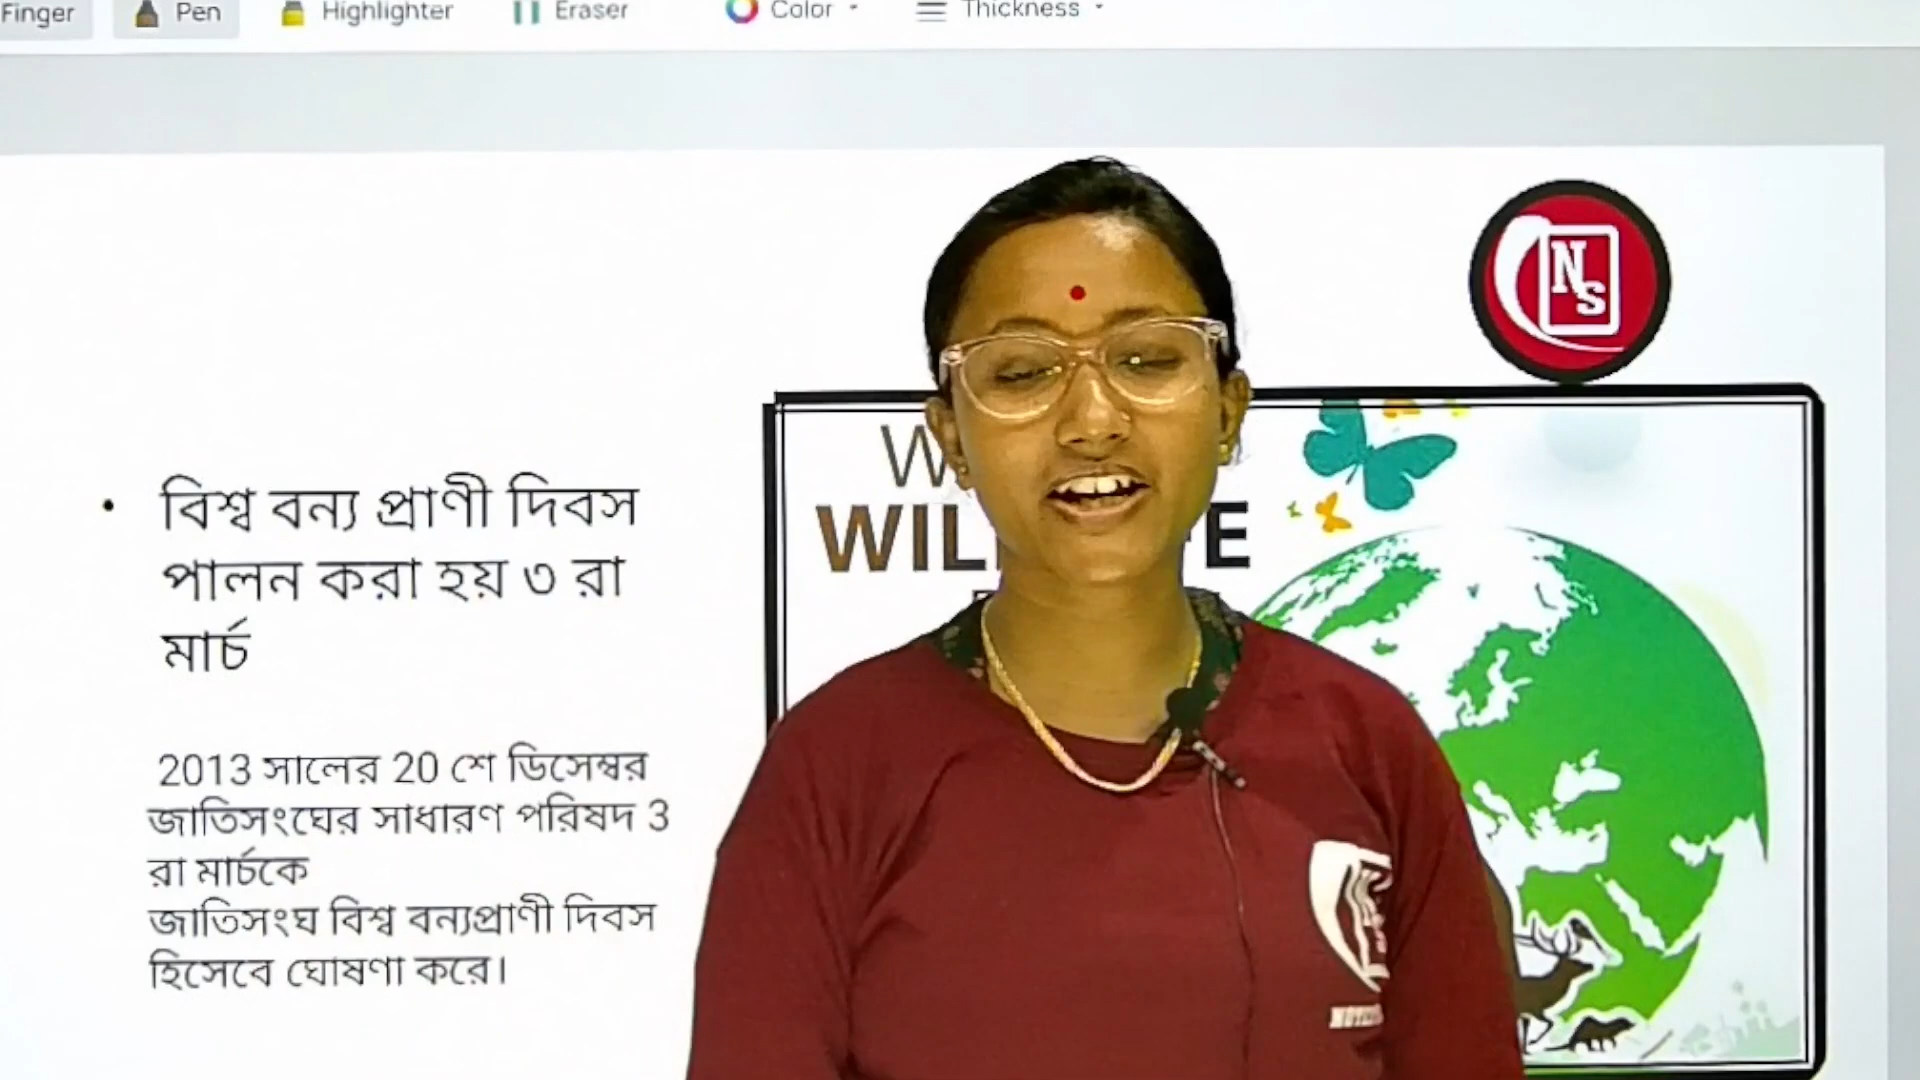 Finger Pen Highlighter Eraser Color Thickness
N
S
বিশ্ব বন্য প্রাণী দিবস
পালন করা হয় ৩ রা
মার্চ
2013 সালের 20 শে ডিসেম্বর
জাতিসংঘের সাধারণ পরিষদ 3
রা মার্চকে
জাতিসংঘ বিশ্ব বন্যপ্রাণী দিবস
হিসেবে ঘোষণা করে।